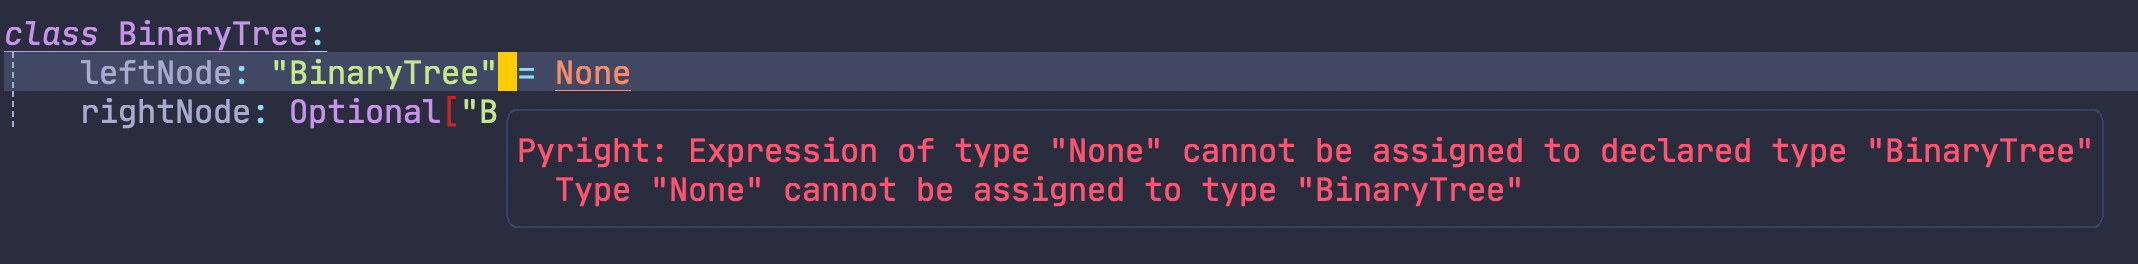 class BinaryTree:
leftNode: "BinaryTree" = None
rightNode: Optional["B
Pyright: Expression of type "None" cannot be assigned to declared type "BinaryTree"
Type "None" cannot be assigned to type "BinaryTree"